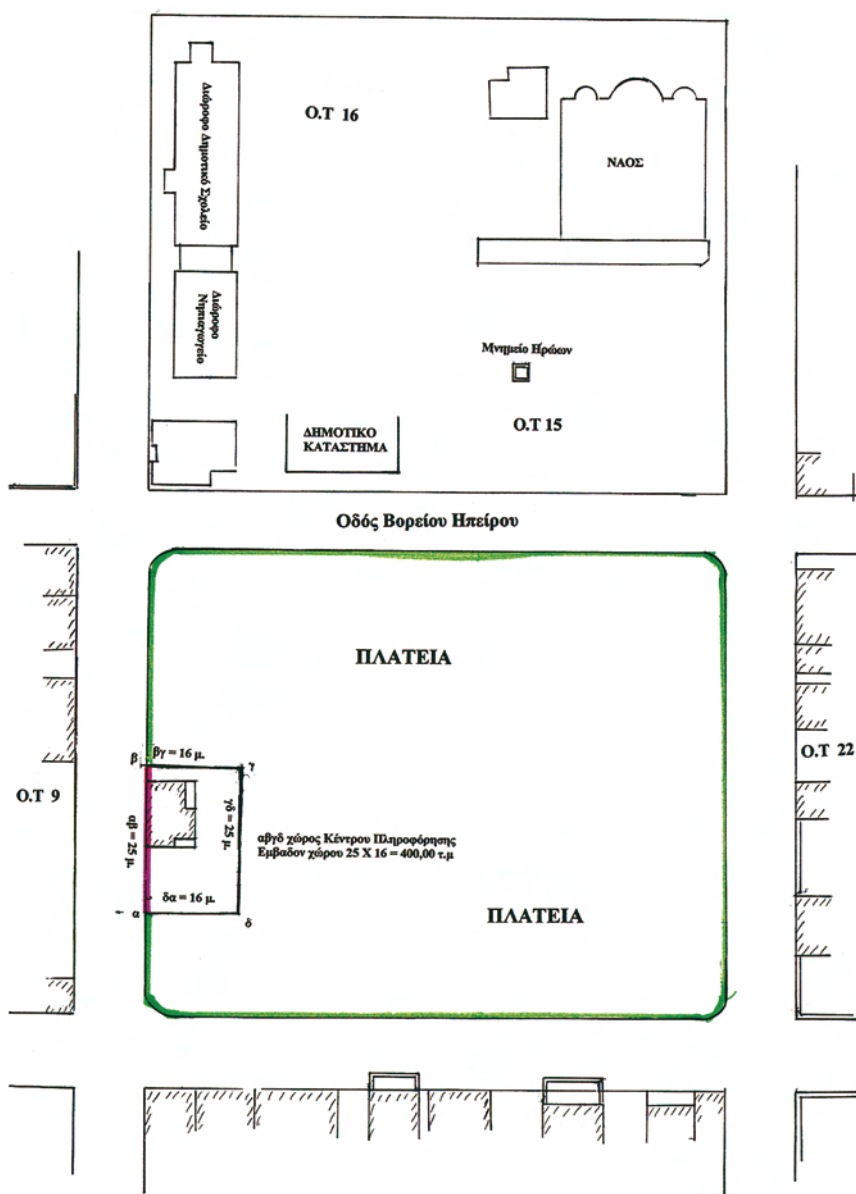 Διώροφο Δημοτικό Σχολείο
Ο.Τ 16
ΝΑΟΣ
Διώροφο
Νηπιαγωγείο
Μνημείο Ηρώων
Ο.Τ 15
ΔΗΜΟΤΙΚΟ
ΚΑΤΑΣΤΗΜΑ
Οδός Βορείου Ηπείρου
ΠΛΑΤΕΙΑ
β
βγ = 16 μ.
γ
Ο.Τ 9
αβ = 25 μ.
γδ = 25 μ.
Ο.Τ 22
αβγδ χώρος Κέντρου Πληροφόρησης
Εμβαδον χώρου 25 Χ 16 = 400,00 τ.μ
δα = 16 μ.
α
δ
ΠΛΑΤΕΙΑ